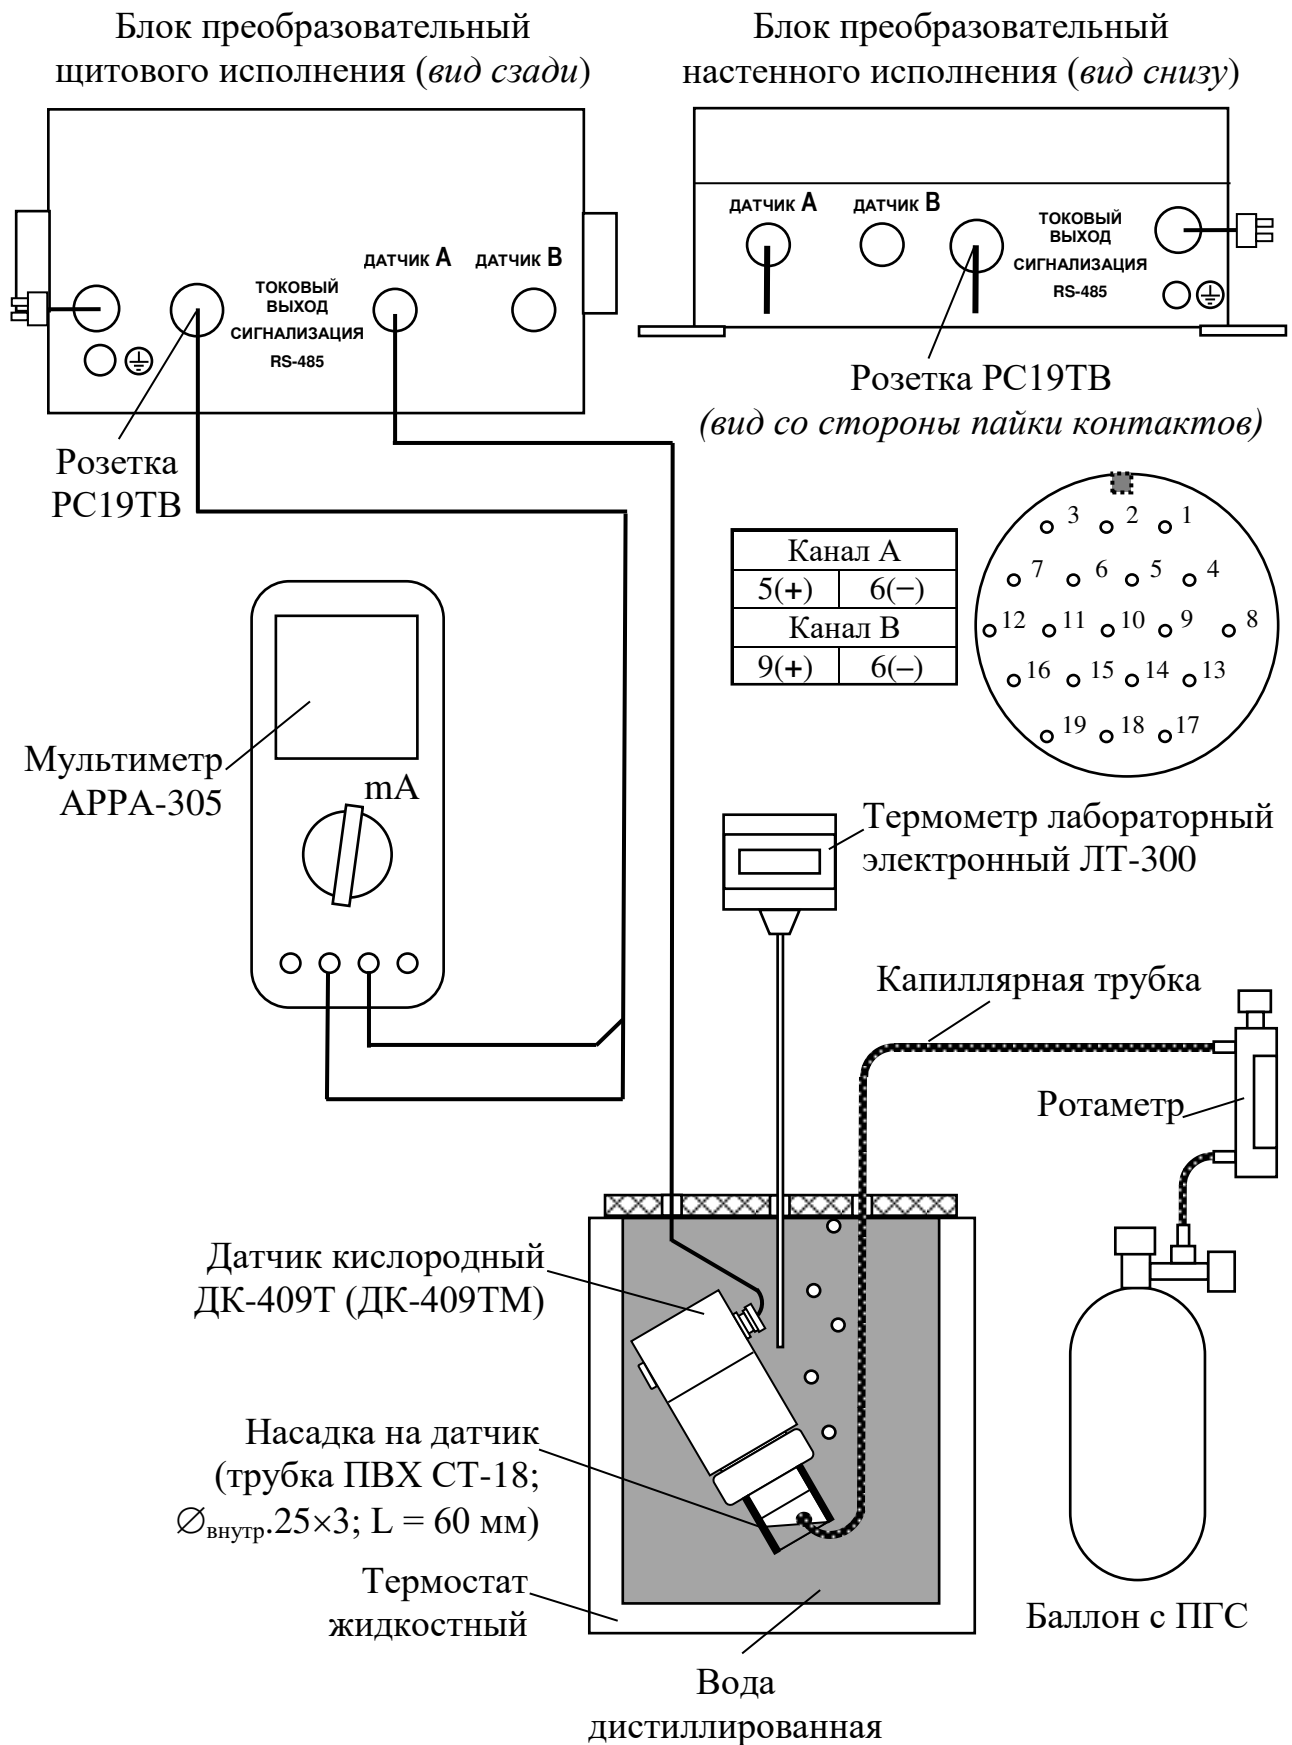 Блок преобразовательный
щитового исполнения (вид сзади)
Блок преобразовательный
настенного исполнения (вид снизу)
ДАТЧИК А
ДАТЧИК В
ТОКОВЫЙ
ВЫХОД
СИГНАЛИЗАЦИЯ
RS-485
ДАТЧИК А
ДАТЧИК В
ТОКОВЫЙ
ВЫХОД
СИГНАЛИЗАЦИЯ
RS-485
Розетка
РС19ТВ
Розетка РС19ТВ
(вид со стороны пайки контактов)
Канал А
5(+) 6(−)
Канал В
9(+) 6(–)
3 2 1
7 6 5 4
12 11 10 9 8
16 15 14 13
19 18 17
Мультиметр
АРРА-305
mA
Термометр лабораторный
электронный ЛТ-300
Капиллярная трубка
Ротаметр
Датчик кислородный
ДК-409Т (ДК-409ТМ)
Насадка на датчик
(трубка ПВХ СТ-18;
∅внутр.25×3; L = 60 мм)
Термостат
жидкостный
Баллон с ПГС
Вода
дистиллированная